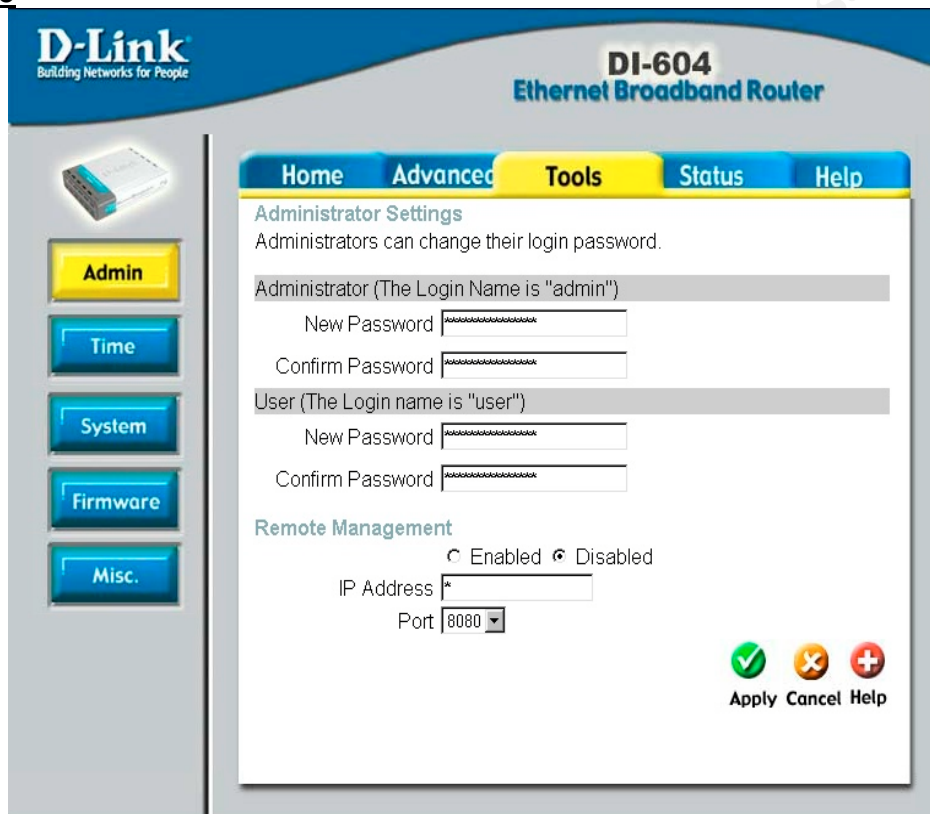 D-Link
Building Networks for People
DI-604
Ethernet Broadband Router
Home Advanced Tools Status Help
Admin
Time
System
Firmware
Misc.
Administrator Settings
Administrators can change their login password.
Administrator (The Login Name is "admin")
New Password ****************
Confirm Password ****************
User (The Login name is "user")
New Password ****************
Confirm Password ****************
Remote Management
Enabled Disabled
IP Address *
Port 8080
Apply Cancel Help